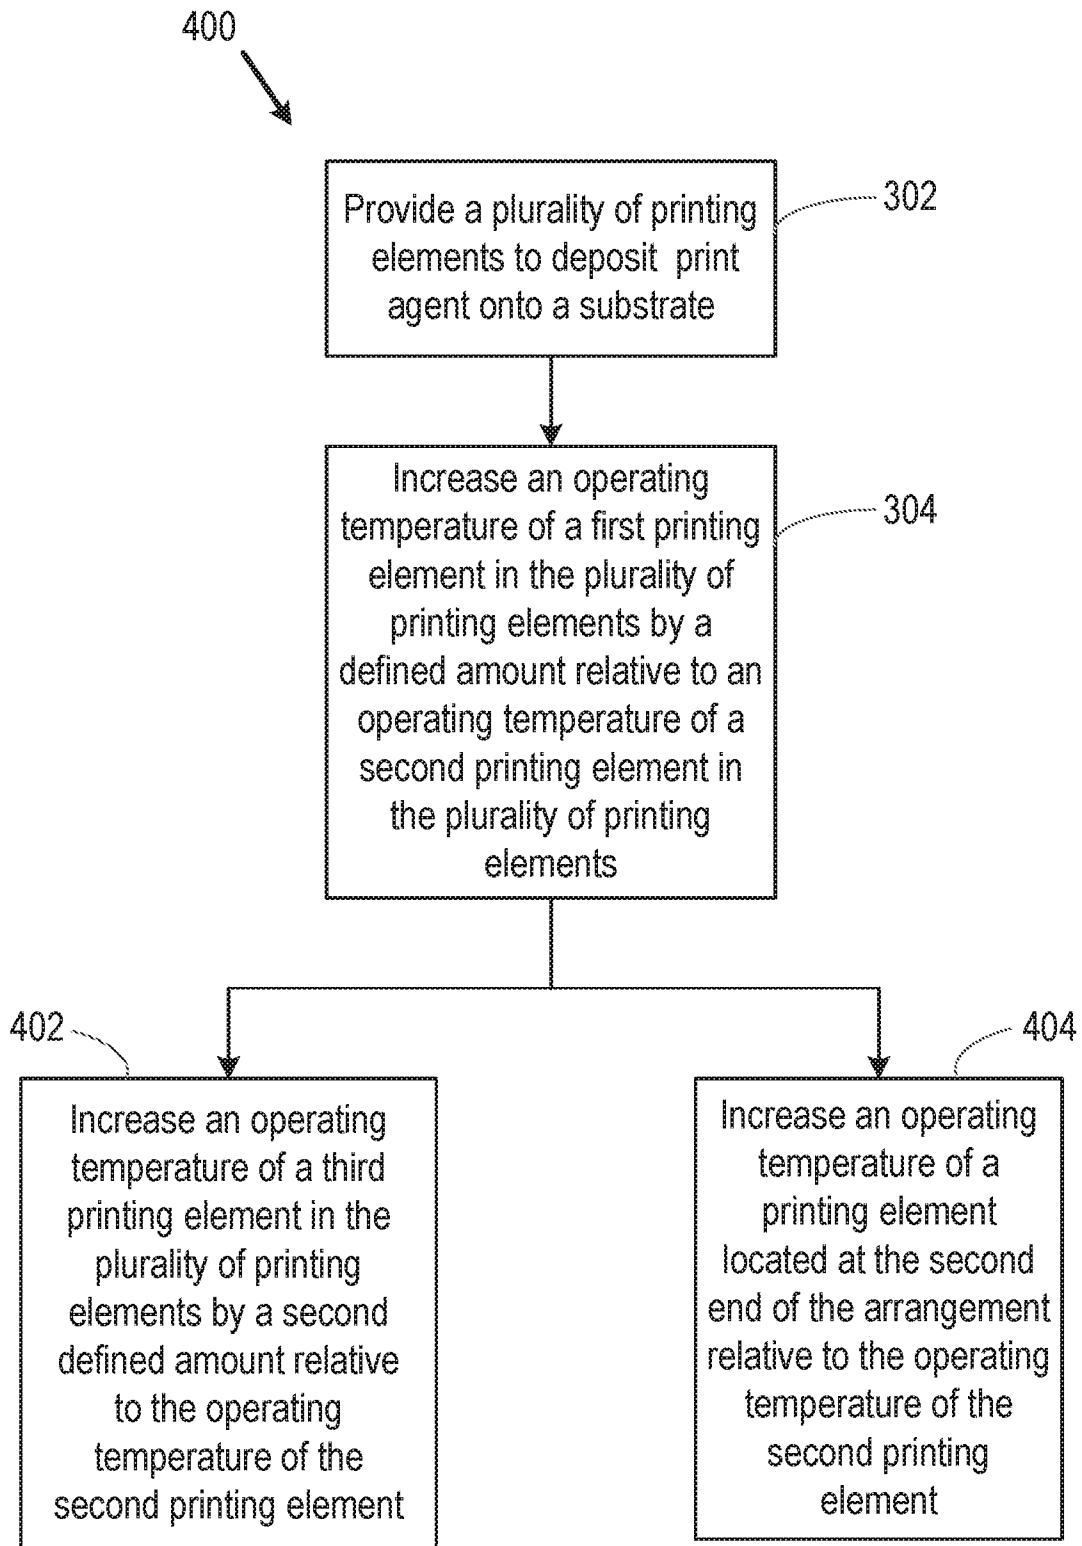 400
Provide a plurality of printing
elements to deposit print
agent onto a substrate
302
Increase an operating
temperature of a first printing
element in the plurality of
printing elements by a
defined amount relative to an
operating temperature of a
second printing element in
the plurality of printing
elements
304
402
Increase an operating
temperature of a third
printing element in the
plurality of printing
elements by a second
defined amount relative
to the operating
temperature of the
second printing element
404
Increase an operating
temperature of a
printing element
located at the second
end of the arrangement
relative to the operating
temperature of the
second printing
element